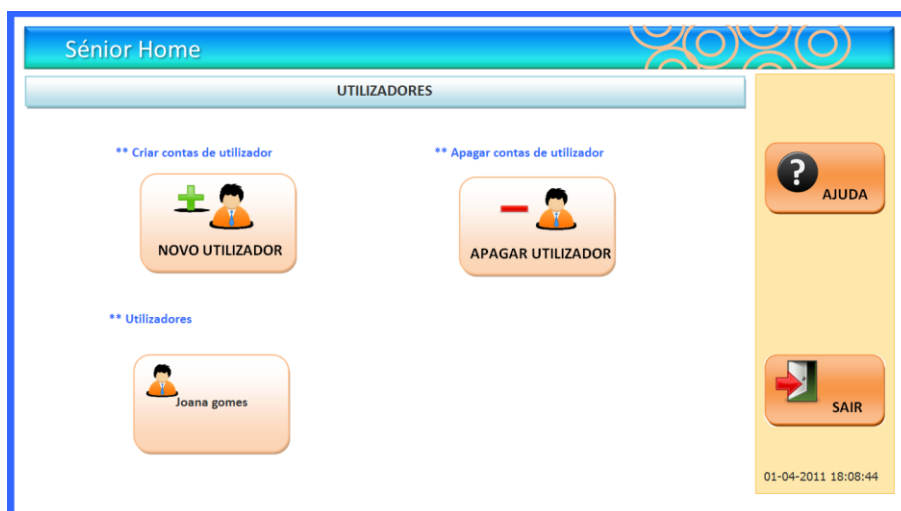 Sénior Home
UTILIZADORES
** Criar contas de utilizador
** Apagar contas de utilizador
NOVO UTILIZADOR
APAGAR UTILIZADOR
** Utilizadores
Joana gomes
? AJUDA
SAIR
01-04-2011 18:08:44